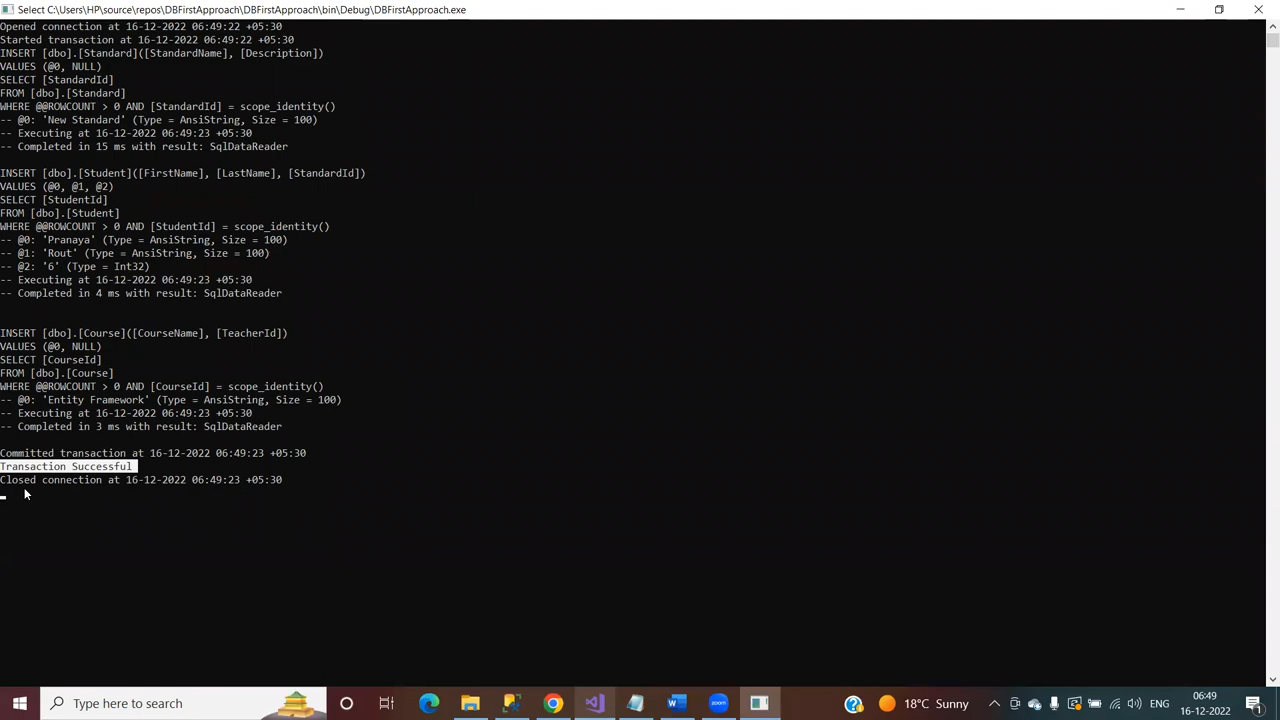 Select C:\Users\HP\source\repos\DBFirstApproach\DBFirstApproach\bin\Debug\DBFirstApproach.exe
Opened connection at 16-12-2022 06:49:22 +05:30
Started transaction at 16-12-2022 06:49:22 +05:30
INSERT [dbo].[Standard]([StandardName], [Description])
VALUES (@0, NULL)
SELECT [StandardId]
FROM [dbo].[Standard]
WHERE @@ROWCOUNT > 0 AND [StandardId] = scope_identity()
-- @0: 'New Standard' (Type = AnsiString, Size = 100)
-- Executing at 16-12-2022 06:49:23 +05:30
-- Completed in 15 ms with result: SqlDataReader
INSERT [dbo].[Student]([FirstName], [LastName], [StandardId])
VALUES (@0, @1, @2)
SELECT [StudentId]
FROM [dbo].[Student]
WHERE @@ROWCOUNT > 0 AND [StudentId] = scope_identity()
-- @0: 'Pranaya' (Type = AnsiString, Size = 100)
-- @1: 'Rout' (Type = AnsiString, Size = 100)
-- @2: '6' (Type = Int32)
-- Executing at 16-12-2022 06:49:23 +05:30
-- Completed in 4 ms with result: SqlDataReader
INSERT [dbo].[Course]([CourseName], [TeacherId])
VALUES (@0, NULL)
SELECT [CourseId]
FROM [dbo].[Course]
WHERE @@ROWCOUNT > 0 AND [CourseId] = scope_identity()
-- @0: 'Entity Framework' (Type = AnsiString, Size = 100)
-- Executing at 16-12-2022 06:49:23 +05:30
-- Completed in 3 ms with result: SqlDataReader
Committed transaction at 16-12-2022 06:49:23 +05:30
Transaction Successful
Closed connection at 16-12-2022 06:49:23 +05:30
Type here to search
zoom
18°C Sunny
ENG
06:49
16-12-2022
1